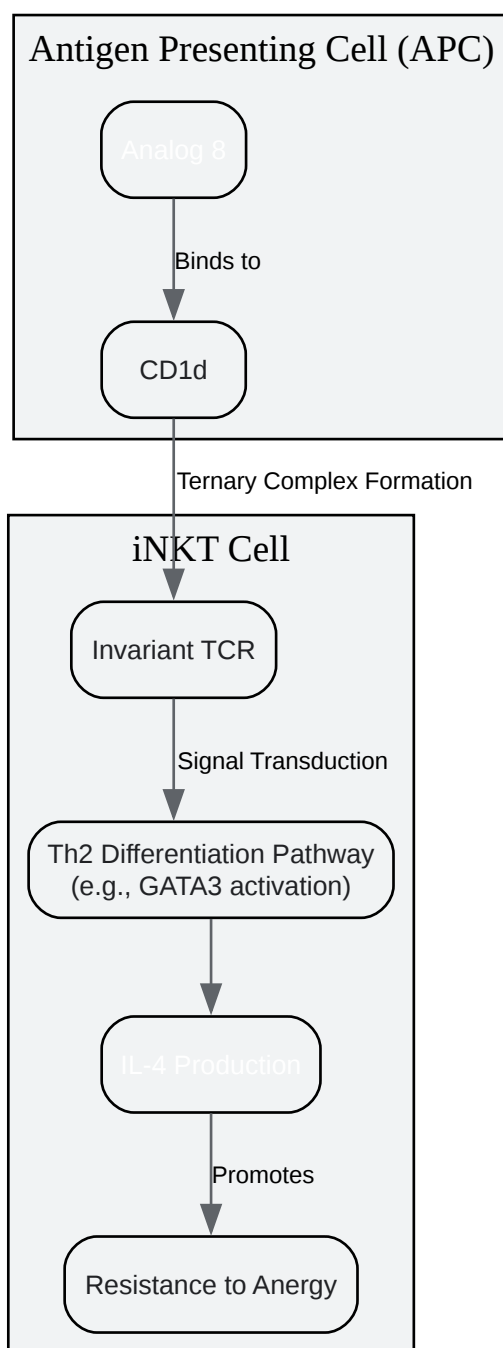 Antigen Presenting Cell (APC)
Analog 8
Binds to
CD1d
Ternary Complex Formation
iNKT Cell
Invariant TCR
Signal Transduction
Th2 Differentiation Pathway
(e.g., GATA3 activation)
IL-4 Production
Promotes
Resistance to Anergy